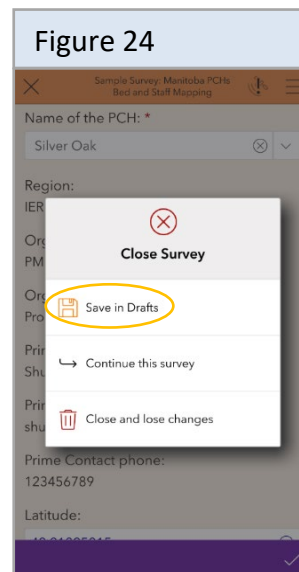 Figure 24
Sample Survey: Manitoba PCHs
Bed and Staff Mapping
Name of the PCH: *
Silver Oak
Region:
IER
Close Survey
Save in Drafts
Continue this survey
Close and lose changes
Prime Contact phone:
123456789
Latitude: